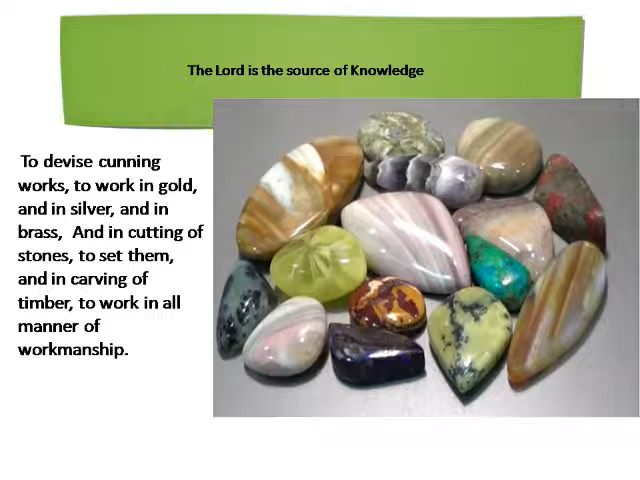 The Lord is the source of Knowledge
To devise cunning
works, to work in gold,
and in silver, and in
brass,  And in cutting of
stones, to set them,
and in carving of
timber, to work in all
manner of
workmanship.